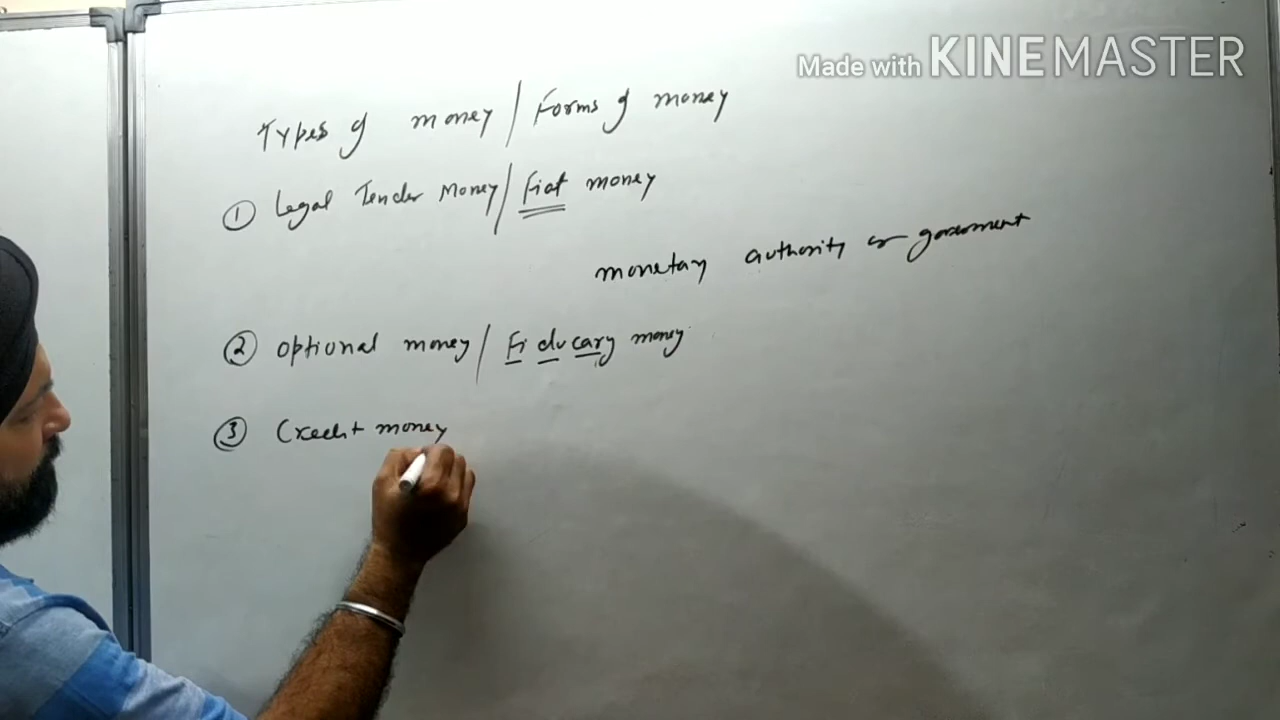 Made with KINEMASTER
Types of money / Forms of money
① Legal Tender Money / Fiat money
monetary authority or government
② optional money / Fiducary money
③ Credit money